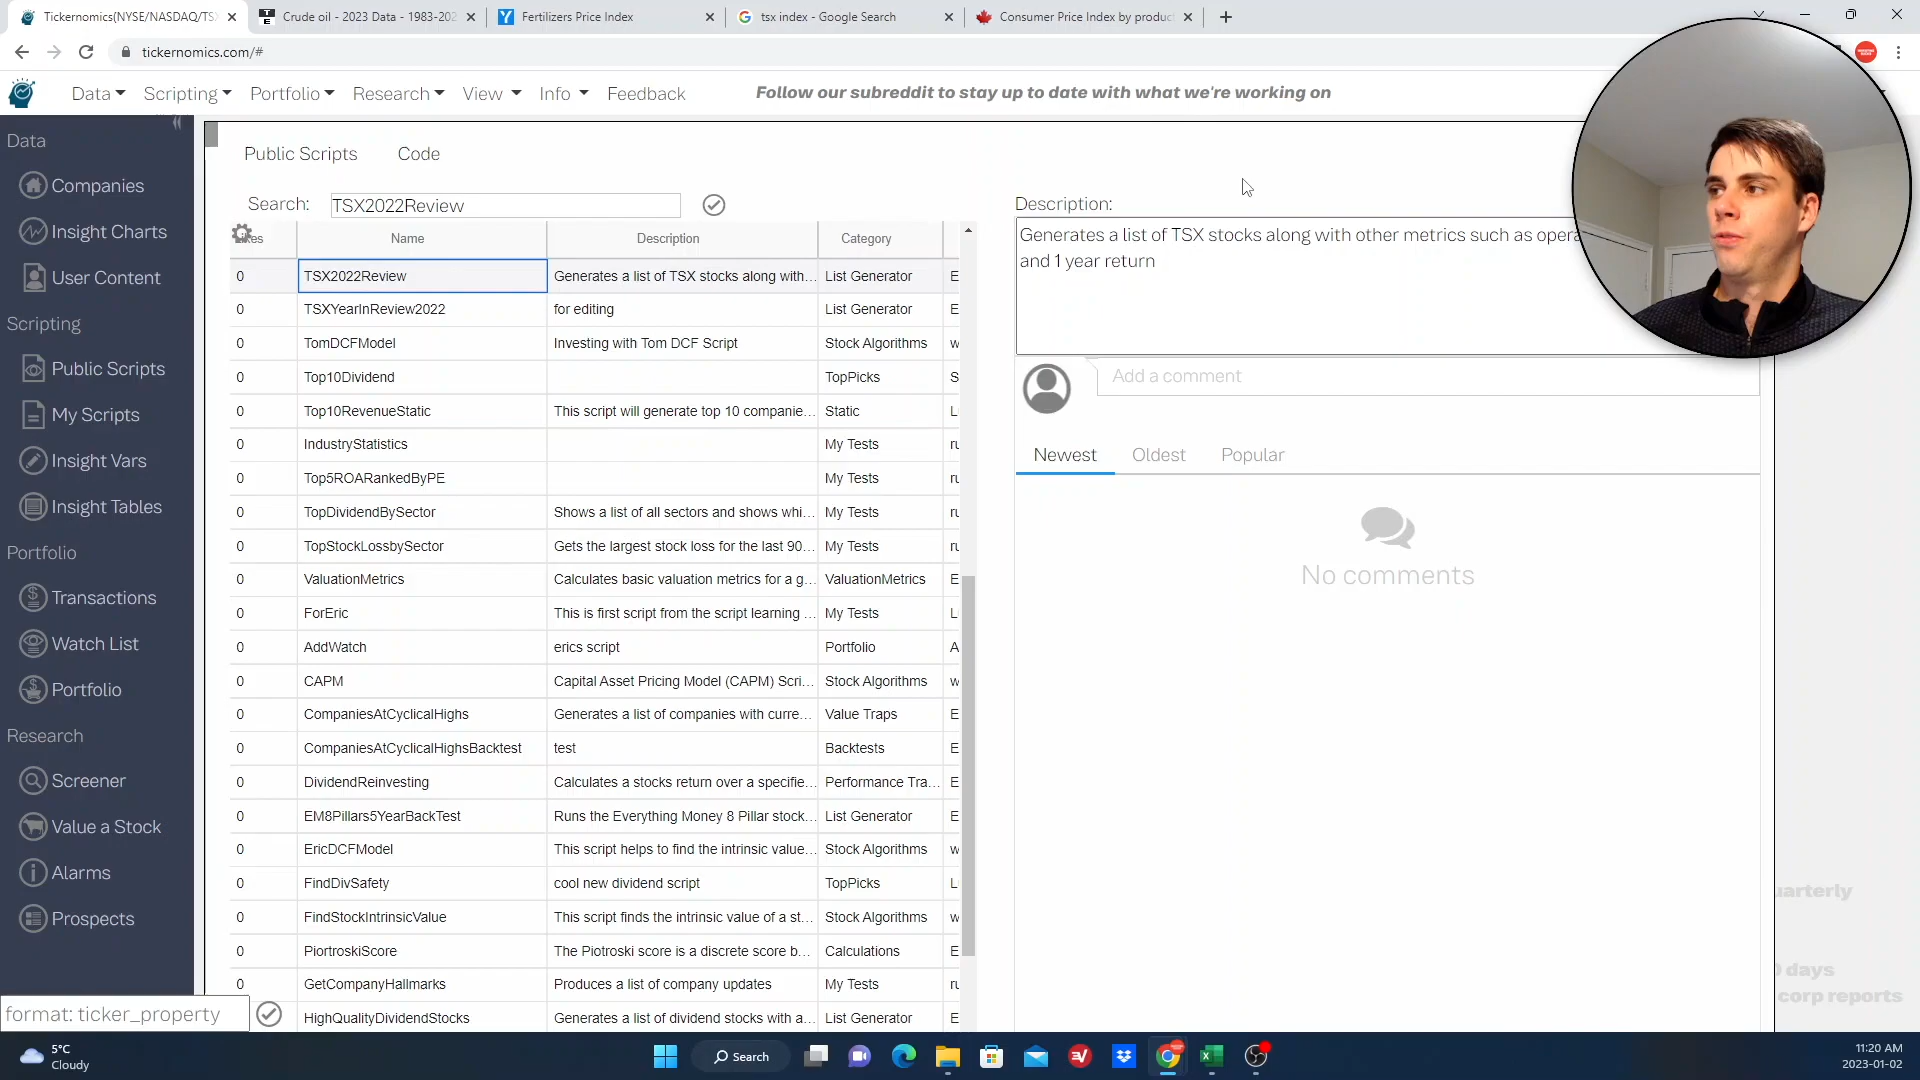 Tickernomics(NYSE/NASDAQ/TSX
Crude oil - 2023 Data - 1983-202
Fertilizers Price Index
tsx index - Google Search
Consumer Price Index by produc
tickernomics.com/#
Data
Scripting
Portfolio
Research
View
Info
Feedback
Follow our subreddit to stay up to date with what we're working on
Data
Companies
Insight Charts
User Content
Scripting
Public Scripts
My Scripts
Insight Vars
Insight Tables
Portfolio
Transactions
Watch List
Portfolio
Research
Screener
Value a Stock
Alarms
Prospects
format: ticker_property
Public Scripts Code
Search: TSX2022Review
Likes Name Description Category
0 TSX2022Review Generates a list of TSX stocks along with... List Generator E
0 TSXYearInReview2022 for editing List Generator E
0 TomDCFModel Investing with Tom DCF Script Stock Algorithms w
0 Top10Dividend TopPicks S
0 Top10RevenueStatic This script will generate top 10 companie... Static L
0 IndustryStatistics My Tests ru
0 Top5ROARankedByPE My Tests ru
0 TopDividendBySector Shows a list of all sectors and shows whi... My Tests ru
0 TopStockLossbySector Gets the largest stock loss for the last 90... My Tests ru
0 ValuationMetrics Calculates basic valuation metrics for a g... ValuationMetrics E
0 ForEric This is first script from the script learning ... My Tests L
0 AddWatch erics script Portfolio A
0 CAPM Capital Asset Pricing Model (CAPM) Scri... Stock Algorithms w
0 CompaniesAtCyclicalHighs Generates a list of companies with curre... Value Traps E
0 CompaniesAtCyclicalHighsBacktest test Backtests E
0 DividendReinvesting Calculates a stocks return over a specifie... Performance Tra... E
0 EM8Pillars5YearBackTest Runs the Everything Money 8 Pillar stock... List Generator E
0 EricDCFModel This script helps to find the intrinsic value... Stock Algorithms w
0 FindDivSafety cool new dividend script TopPicks L
0 FindStockIntrinsicValue This script finds the intrinsic value of a st... Stock Algorithms w
0 PiortroskiScore The Piotroski score is a discrete score b... Calculations E
0 GetCompanyHallmarks Produces a list of company updates My Tests ru
0 HighQualityDividendStocks Generates a list of dividend stocks with a... List Generator E
Description:
Generates a list of TSX stocks along with other metrics such as opera
and 1 year return
Add a comment
Newest Oldest Popular
No comments
uarterly
0 days
corp reports
5°C
Cloudy
Search
11:20 AM
2023-01-02